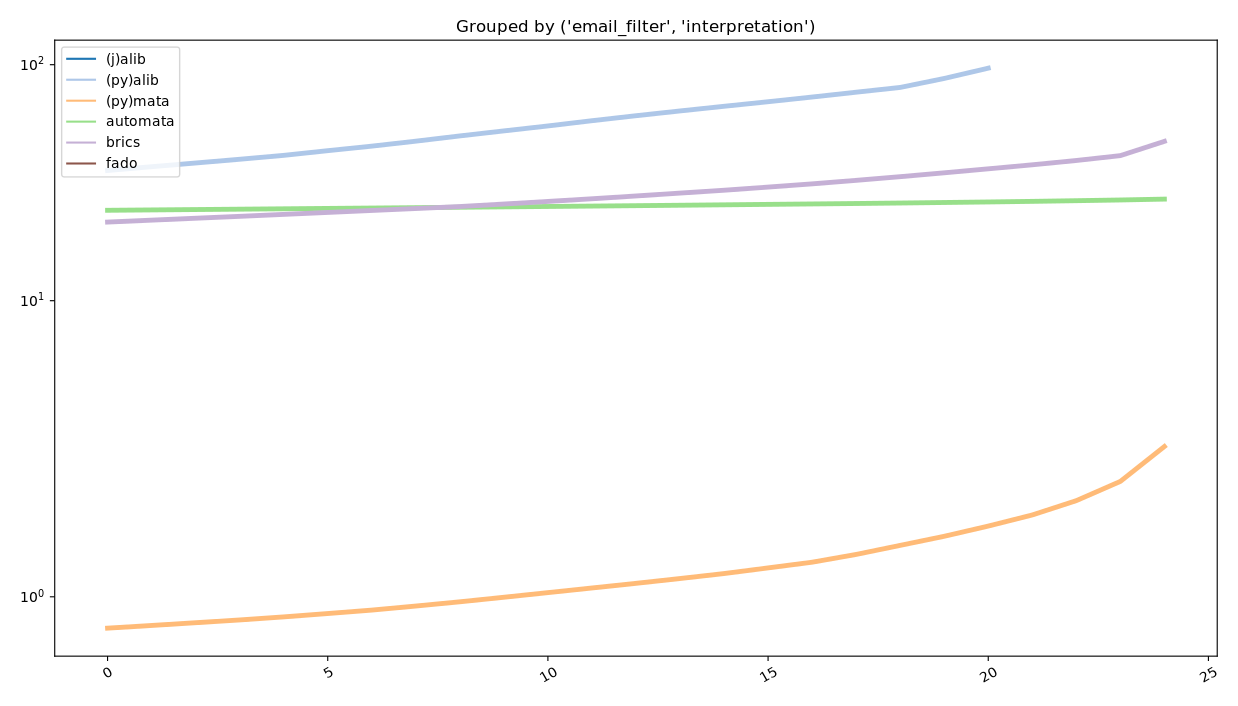 Grouped by ('email_filter', 'interpretation')
10²
10¹
10⁰
(j)alib
(py)alib
(py)mata
automata
brics
fado
0
5
10
15
20
25